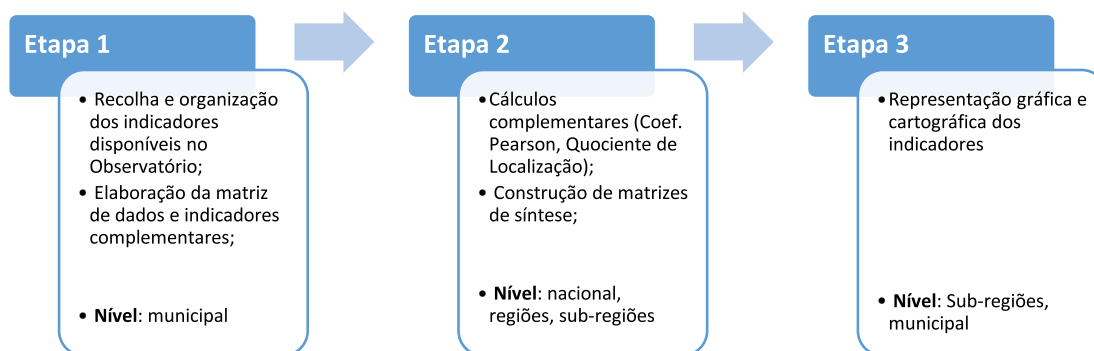 Etapa 1
• Recolha e organização
dos indicadores
disponíveis no
Observatório;
• Elaboração da matriz
de dados e indicadores
complementares;
• Nível: municipal
Etapa 2
•Cálculos
complementares (Coef.
Pearson, Quociente de
Localização);
• Construção de matrizes
de síntese;
• Nível: nacional,
regiões, sub-regiões
Etapa 3
•Representação gráfica e
cartográfica dos
indicadores
• Nível: Sub-regiões,
municipal